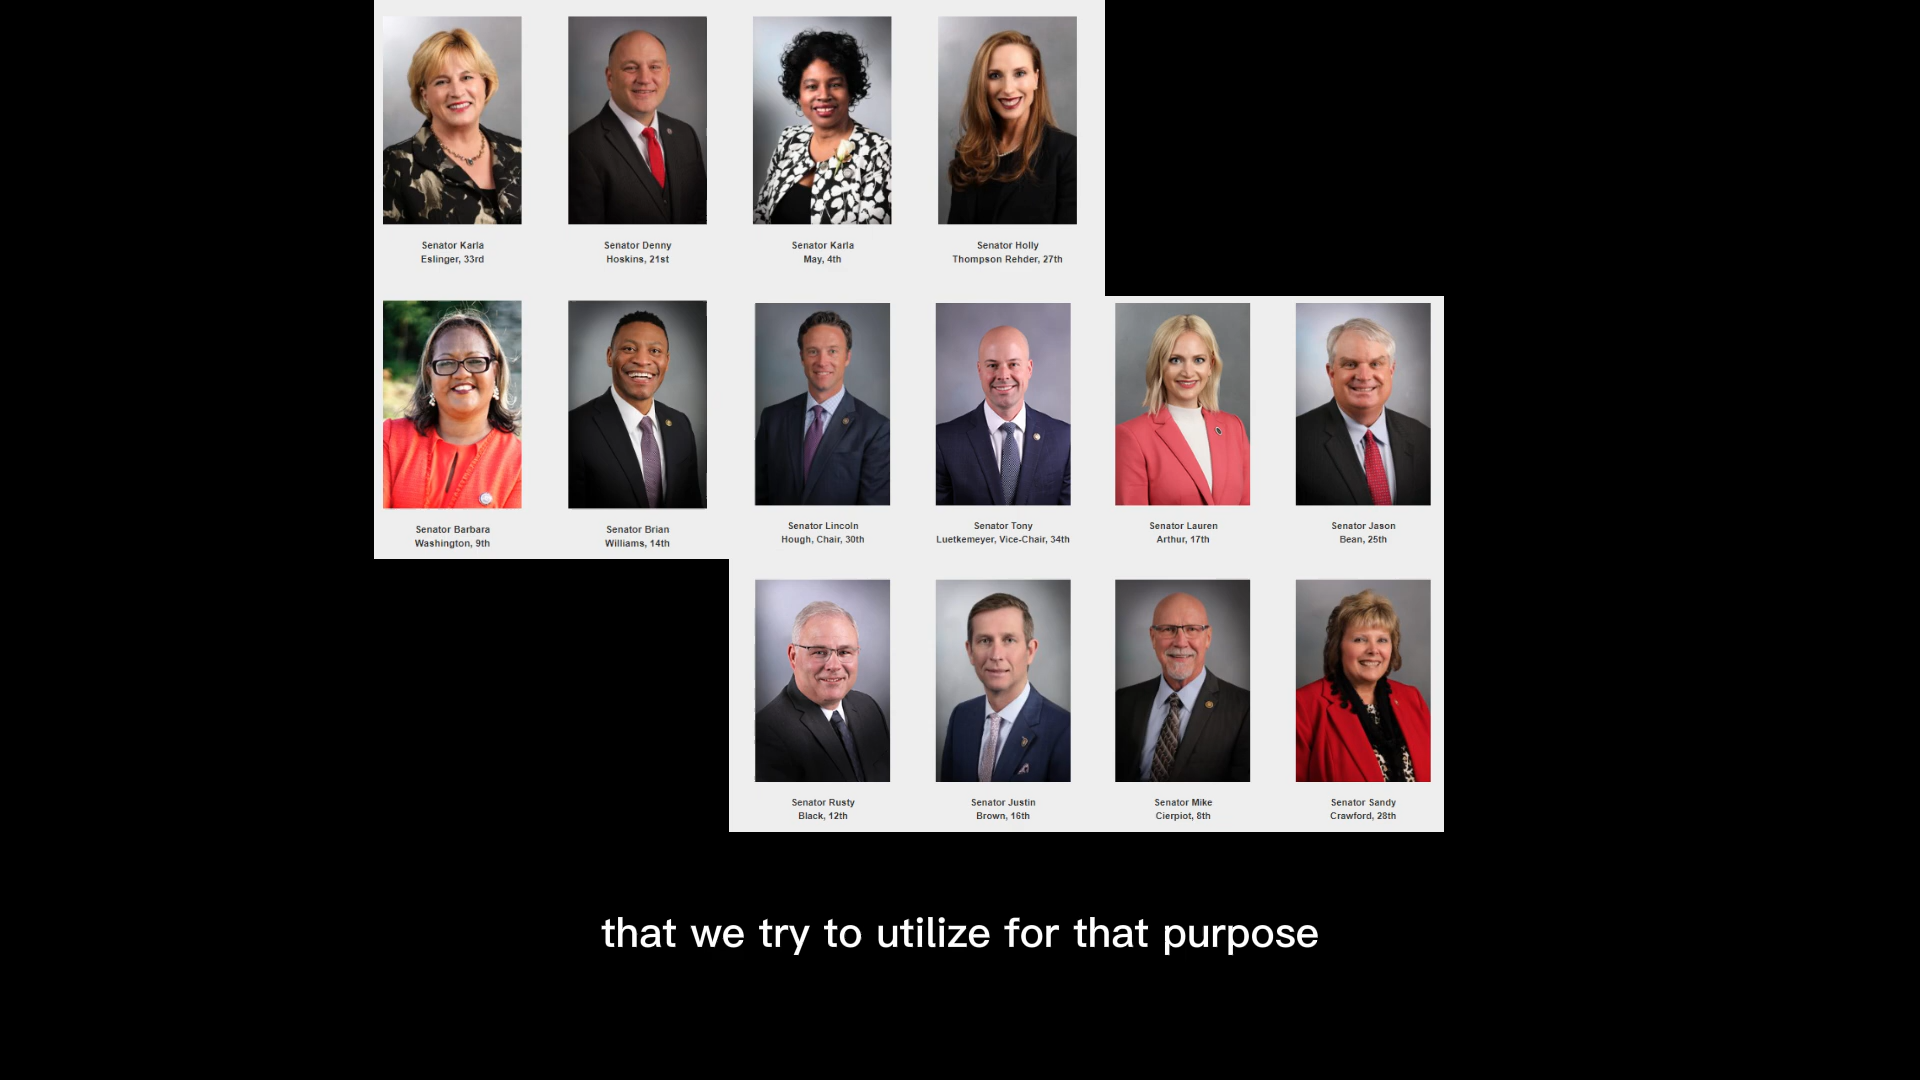 Senator Karla
Eslinger, 33rd
Senator Denny
Hoskins, 21st
Senator Karla
May, 4th
Senator Holly
Thompson Rehder, 27th
Senator Barbara
Washington, 9th
Senator Brian
Williams, 14th
Senator Lincoln
Hough, Chair, 30th
Senator Tony
Luetkemeyer, Vice-Chair, 34th
Senator Lauren
Arthur, 17th
Senator Jason
Bean, 25th
Senator Rusty
Black, 12th
Senator Justin
Brown, 16th
Senator Mike
Cierpiot, 8th
Senator Sandy
Crawford, 28th
that we try to utilize for that purpose